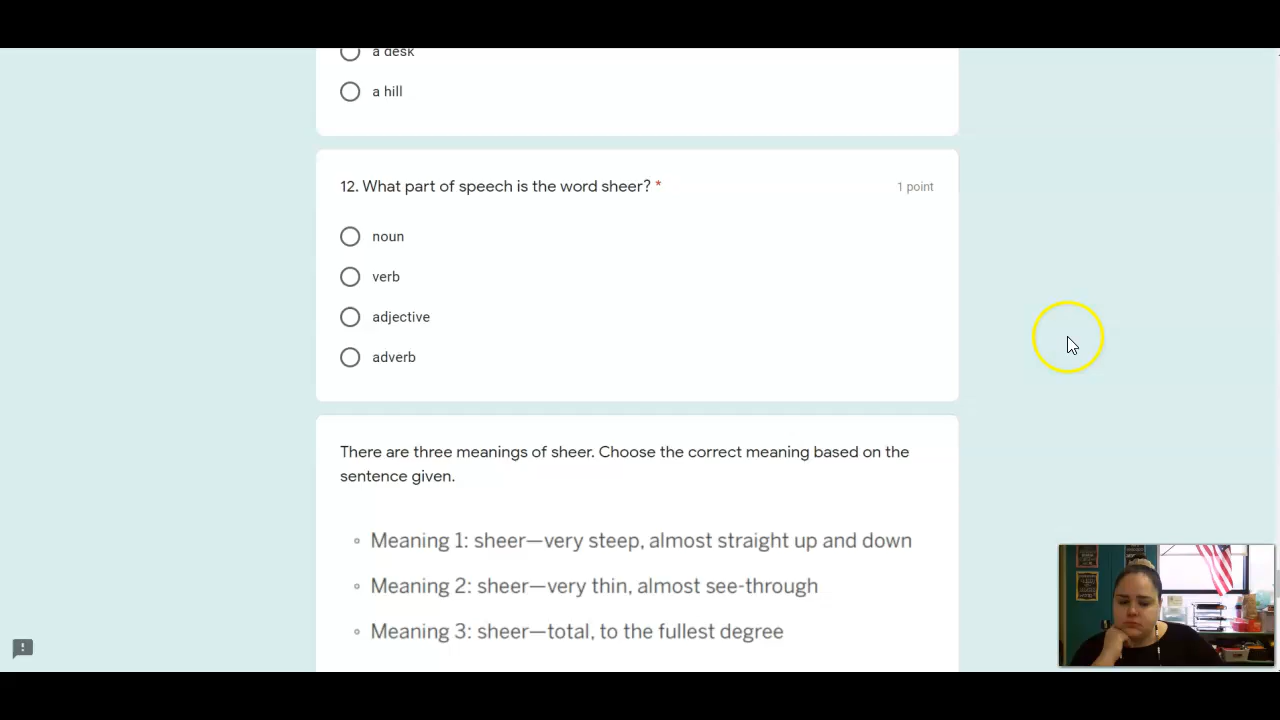 a desk
a hill
12. What part of speech is the word sheer? *
1 point
noun
verb
adjective
adverb
There are three meanings of sheer. Choose the correct meaning based on the
sentence given.
Meaning 1: sheer—very steep, almost straight up and down
Meaning 2: sheer—very thin, almost see-through
Meaning 3: sheer—total, to the fullest degree